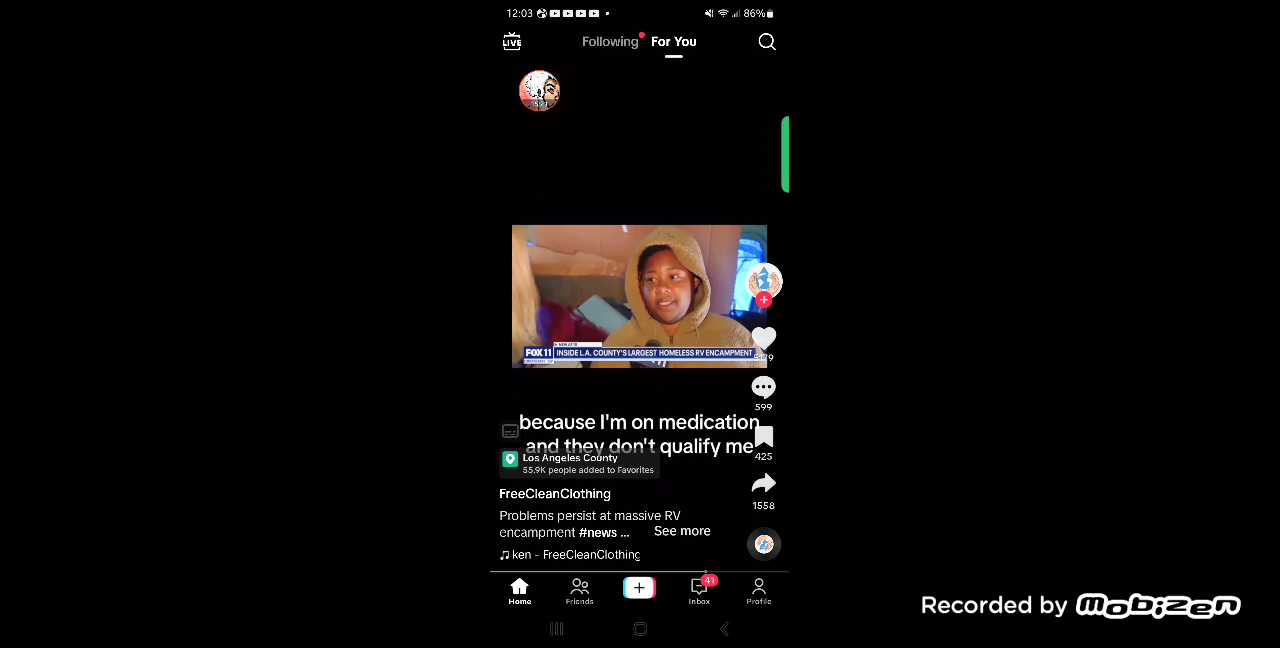 12:03
86%
LIVE
Following
For You
FOX 11
INSIDE L.A. COUNTY'S LARGEST HOMELESS RV ENCAMPMENT
599
because I'm on medication
and they don't qualify me
425
Los Angeles County
55.9K people added to Favorites
FreeCleanClothing
1558
Problems persist at massive RV
encampment #news ... See more
ken - FreeCleanClothing
41
Home
Friends
Inbox
Profile
Recorded by mobizen